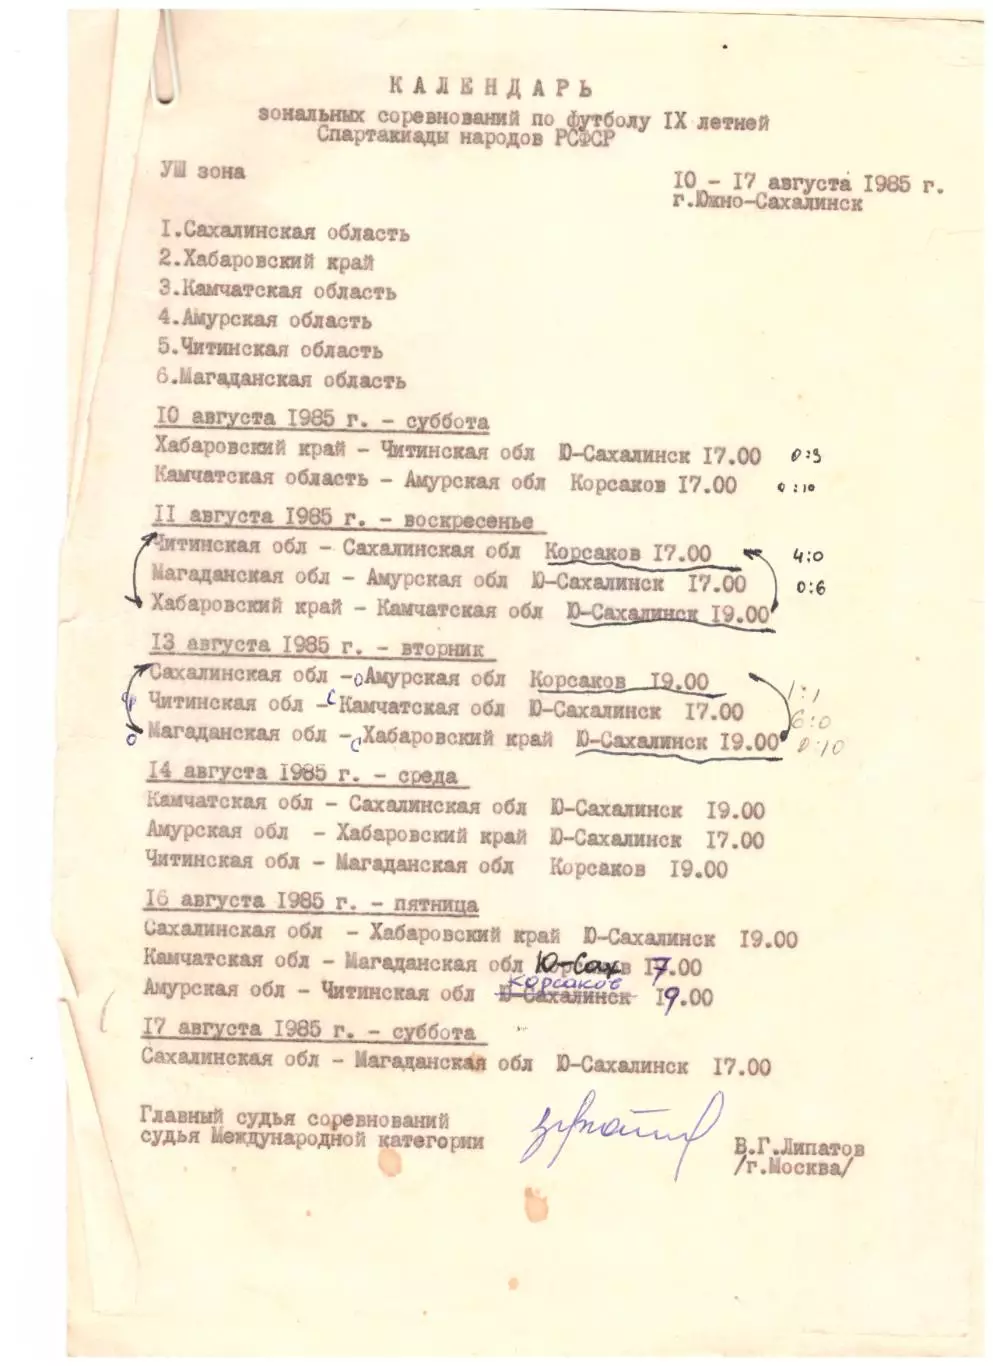 КАЛЕНДАРЬ
зональных соревнований по футболу IX летней
Спартакиады народов РСФСР
УШ зона
10 - 17 августа 1985 г.
г.Южно-Сахалинск
1.Сахалинская область
2.Хабаровский край
3.Камчатская область
4.Амурская область
5.Читинская область
6.Магаданская область
10 августа 1985 г. - суббота
Хабаровский край - Читинская обл Ю-Сахалинск 17.00 0:3
Камчатская область - Амурская обл Корсаков 17.00 0:10
11 августа 1985 г. - воскресенье
Читинская обл - Сахалинская обл Корсаков 17.00 4:0
Магаданская обл - Амурская обл Ю-Сахалинск 17.00 0:6
Хабаровский край - Камчатская обл Ю-Сахалинск 19.00
13 августа 1985 г. - вторник
Сахалинская обл - Амурская обл Корсаков 19.00 1:1
Читинская обл - Камчатская обл Ю-Сахалинск 17.00 6:0
Магаданская обл - Хабаровский край Ю-Сахалинск 19.00 0:10
14 августа 1985 г. - среда
Камчатская обл - Сахалинская обл Ю-Сахалинск 19.00
Амурская обл - Хабаровский край Ю-Сахалинск 17.00
Читинская обл - Магаданская обл Корсаков 19.00
16 августа 1985 г. - пятница
Сахалинская обл - Хабаровский край Ю-Сахалинск 19.00
Камчатская обл - Магаданская обл Ю-Сах 17.00
Корсаков
Амурская обл - Читинская обл Ю-Сахалинск 19.00
17 августа 1985 г. - суббота
Сахалинская обл - Магаданская обл Ю-Сахалинск 17.00
Главный судья соревнований
судья Международной категории
В.Г.Липатов
/г.Москва/